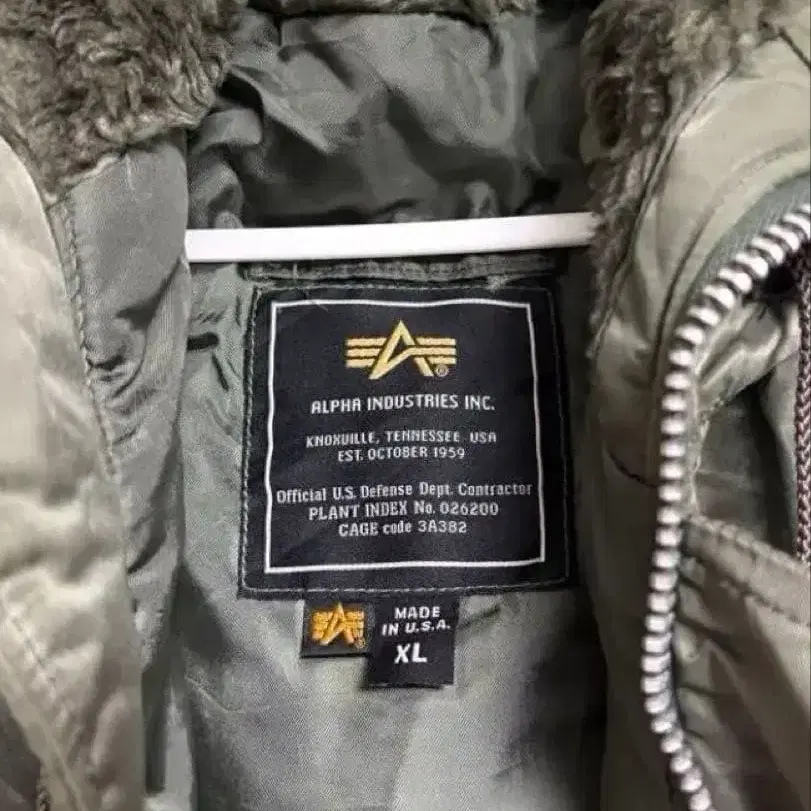 ALPHA INDUSTRIES INC.
KNOXVILLE, TENNESSEE USA
EST. OCTOBER 1959
Official U.S. Defense Dept. Contractor
PLANT INDEX No. 026200
CAGE code 3A382
MADE
IN U.S.A.
XL